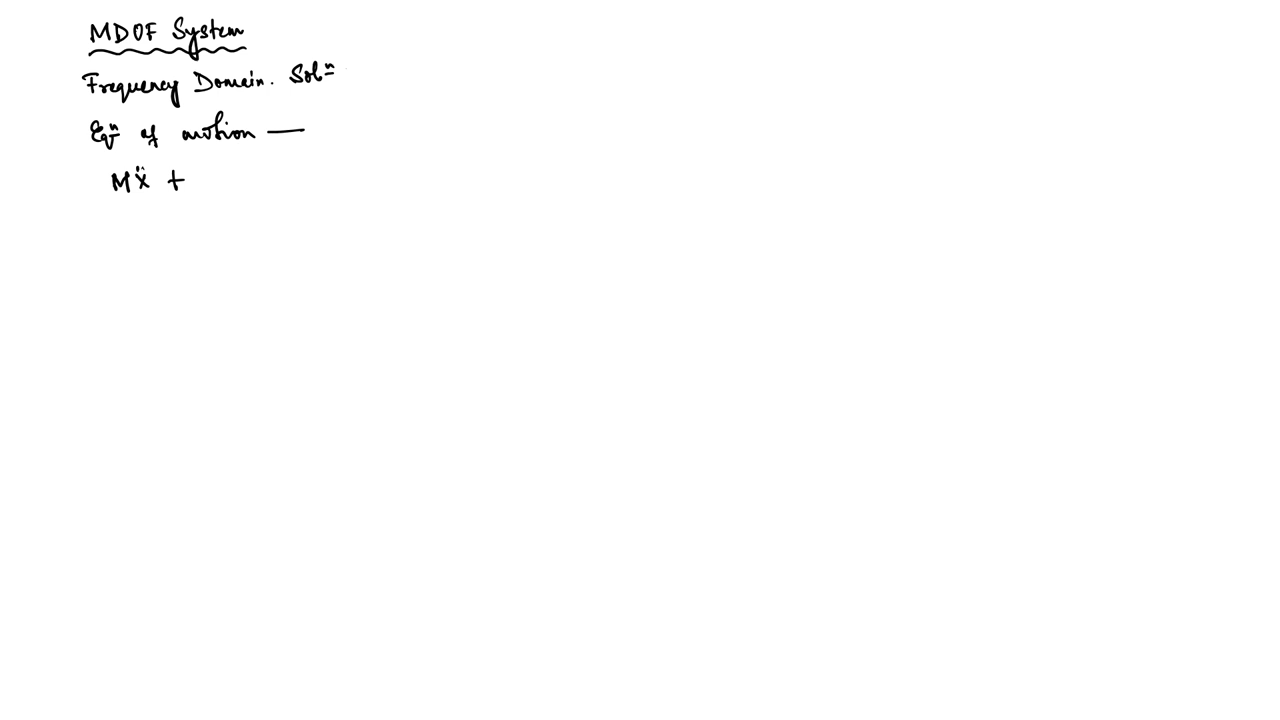 MDOF System
Frequency Domain. Solⁿ
Eqⁿ of motion —
MẌ +